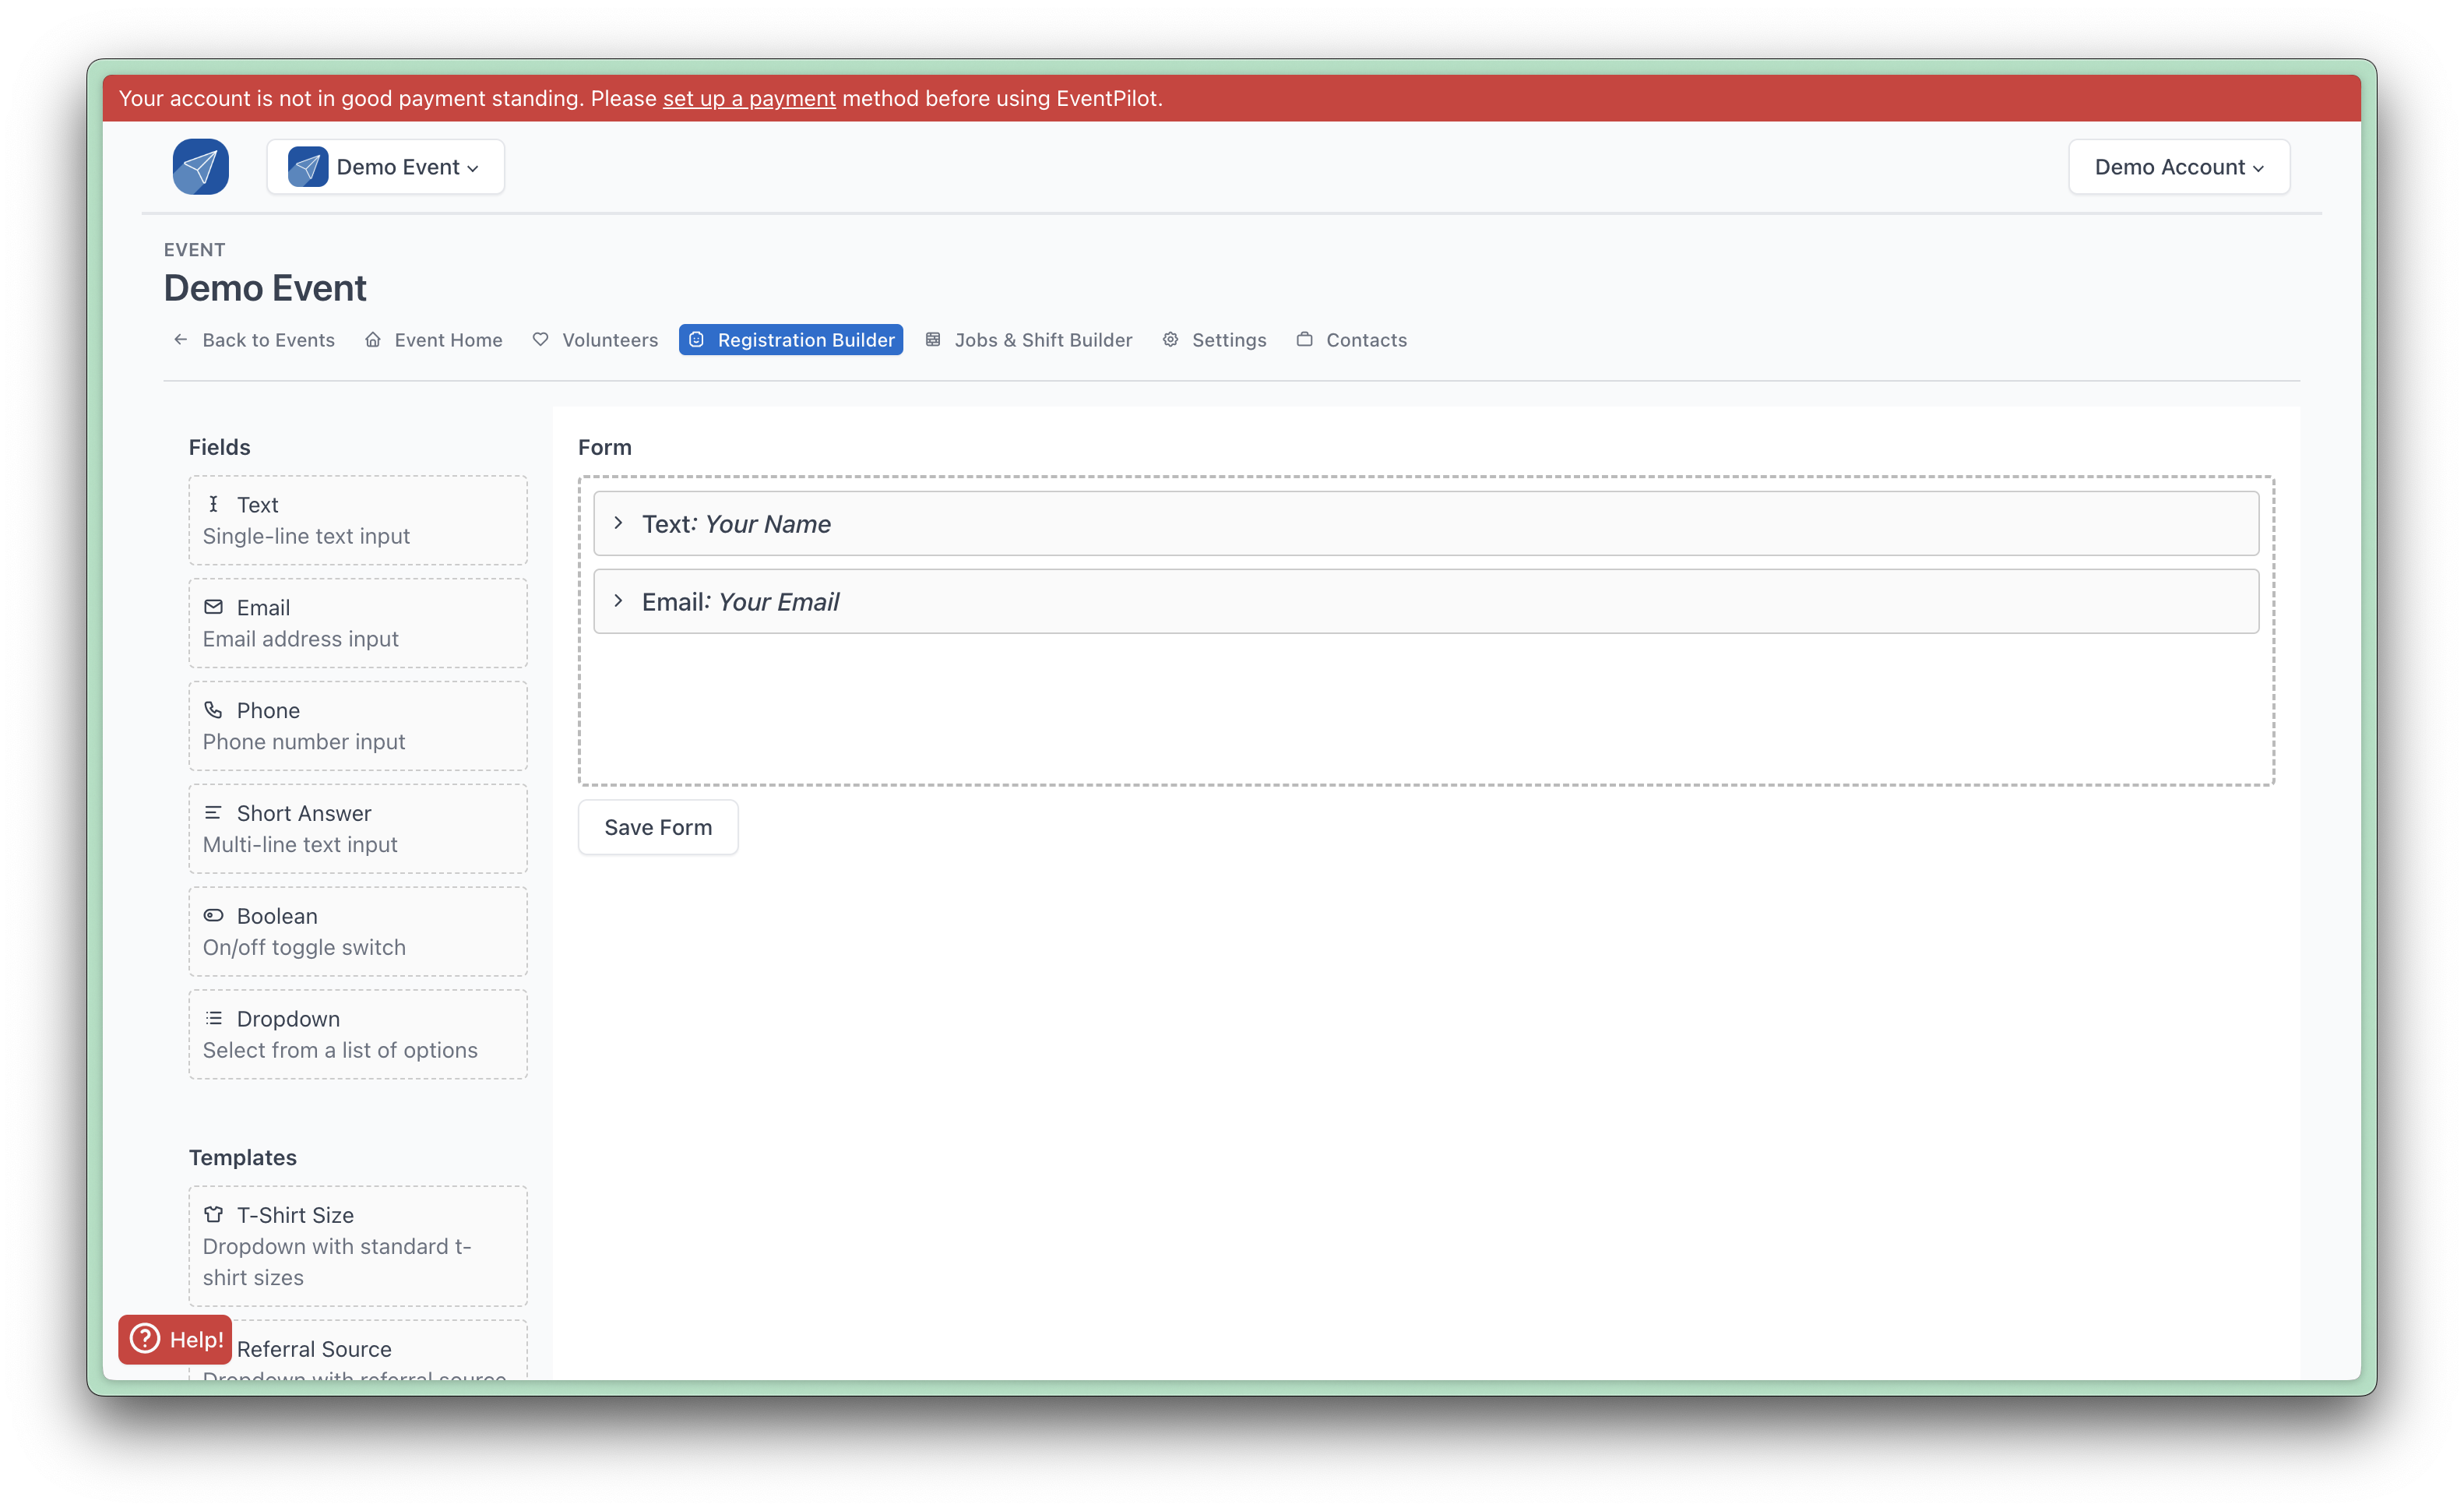 Your account is not in good payment standing. Please set up a payment method before using EventPilot.
Demo Event
Demo Account
EVENT
Demo Event
Back to Events
Event Home
Volunteers
Registration Builder
Jobs & Shift Builder
Settings
Contacts
Fields
Text
Single-line text input
Email
Email address input
Phone
Phone number input
Short Answer
Multi-line text input
Boolean
On/off toggle switch
Dropdown
Select from a list of options
Templates
T-Shirt Size
Dropdown with standard t-
shirt sizes
Referral Source
Dropdown with referral source
Help!
Form
Text: Your Name
Email: Your Email
Save Form